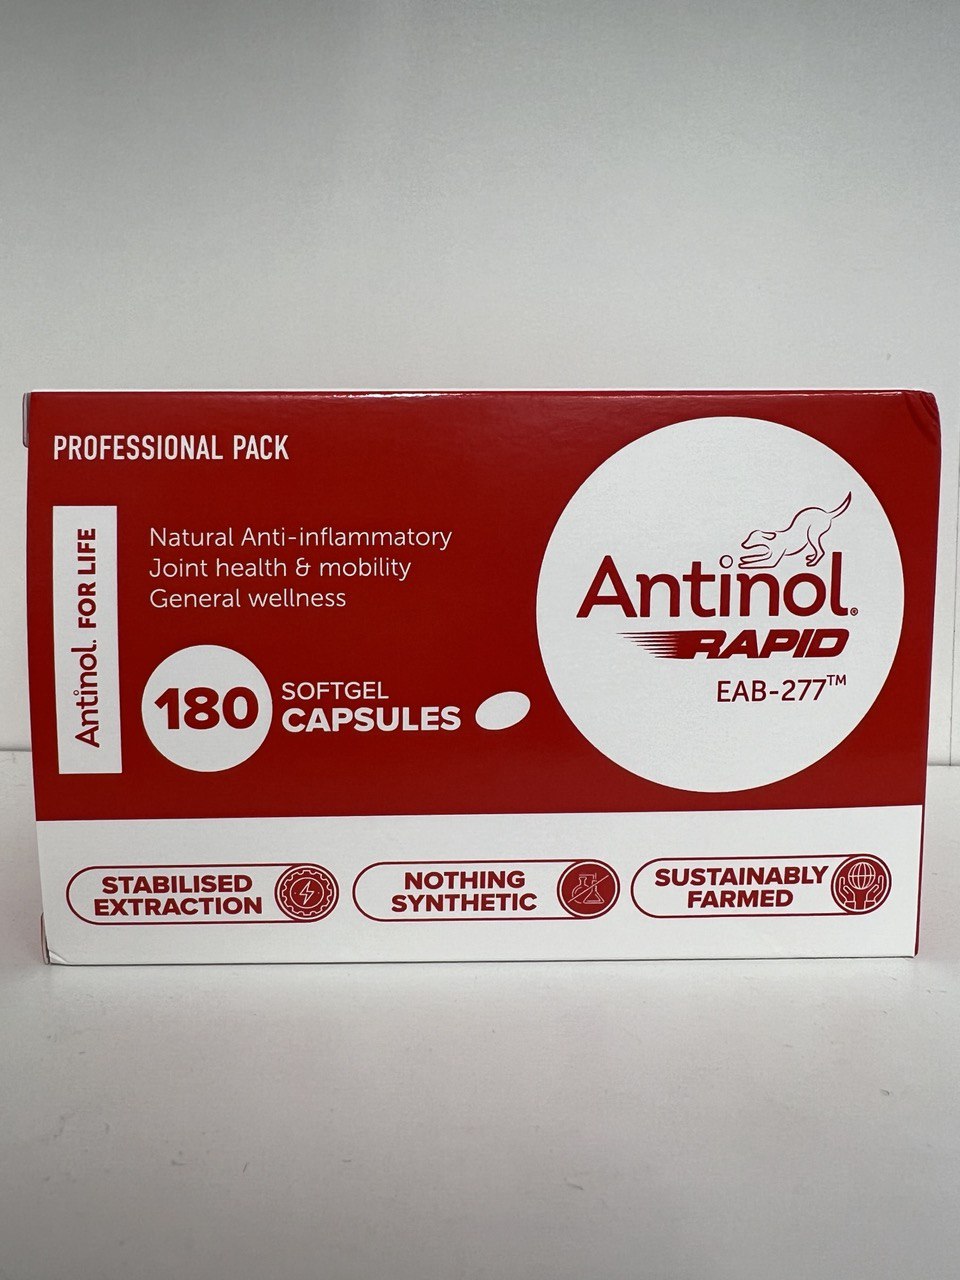 PROFESSIONAL PACK
Antinol. FOR LIFE
Natural Anti-inflammatory
Joint health & mobility
General wellness
180
SOFTGEL
CAPSULES
Antinol®
RAPID
EAB-277™
STABILISED
EXTRACTION
NOTHING
SYNTHETIC
SUSTAINABLY
FARMED